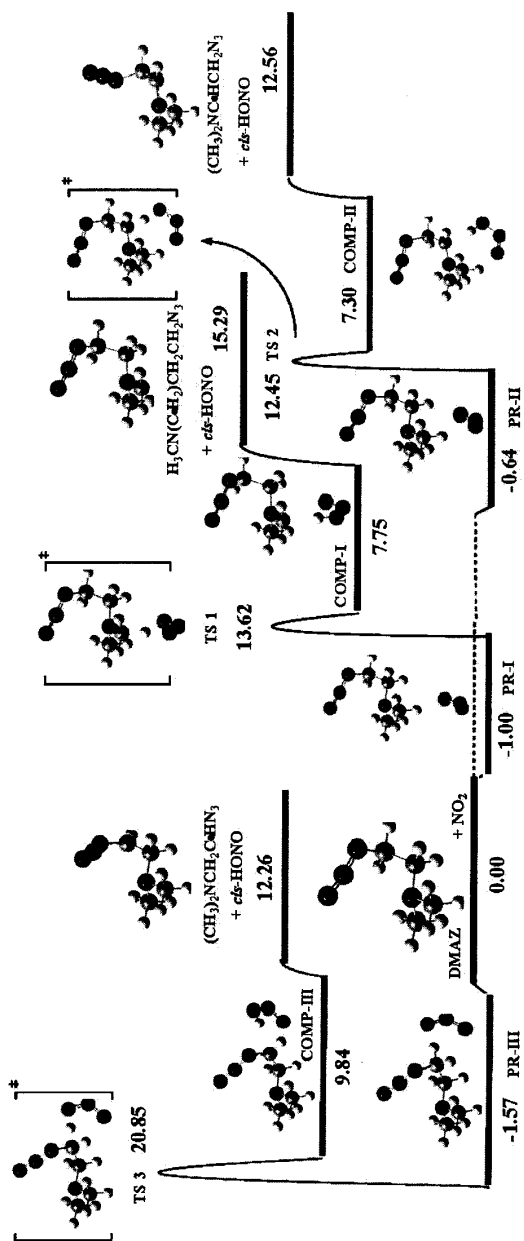 ‡
TS 3
20.85
COMP-III
9.84
-1.57
PR-III
(CH₃)₂NCH₂C•HN₃
+ cis-HONO
12.26
DMAZ
+ NO₂
0.00
‡
TS 1
13.62
COMP-I
7.75
-1.00
PR-I
H₃CN(C•H₂)CH₂CH₂N₃
+ cis-HONO
15.29
‡
12.45
TS 2
7.30
COMP-II
-0.64
PR-II
(CH₃)₂NC•HCH₂N₃
+ cis-HONO
12.56